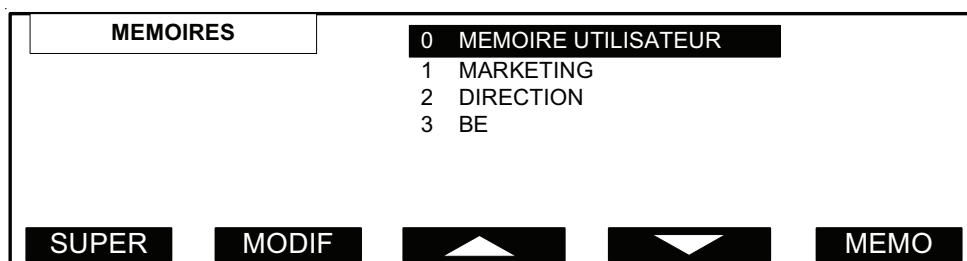 MEMOIRES
0 MEMOIRE UTILISATEUR
1 MARKETING
2 DIRECTION
3 BE
SUPER MODIF MEMO